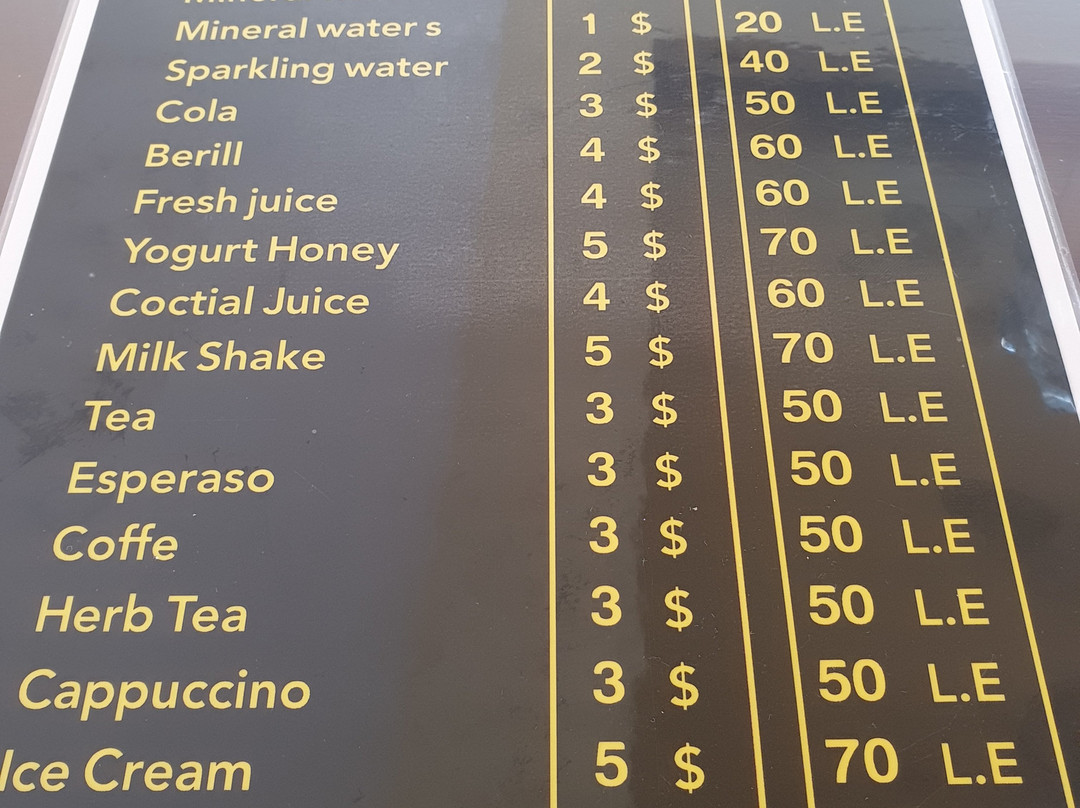 Mineral water s 1 $ 20 L.E
Sparkling water 2 $ 40 L.E
Cola 3 $ 50 L.E
Berill 4 $ 60 L.E
Fresh juice 4 $ 60 L.E
Yogurt Honey 5 $ 70 L.E
Coctial Juice 4 $ 60 L.E
Milk Shake 5 $ 70 L.E
Tea 3 $ 50 L.E
Esperaso 3 $ 50 L.E
Coffe 3 $ 50 L.E
Herb Tea 3 $ 50 L.E
Cappuccino 3 $ 50 L.E
Ice Cream 5 $ 70 L.E